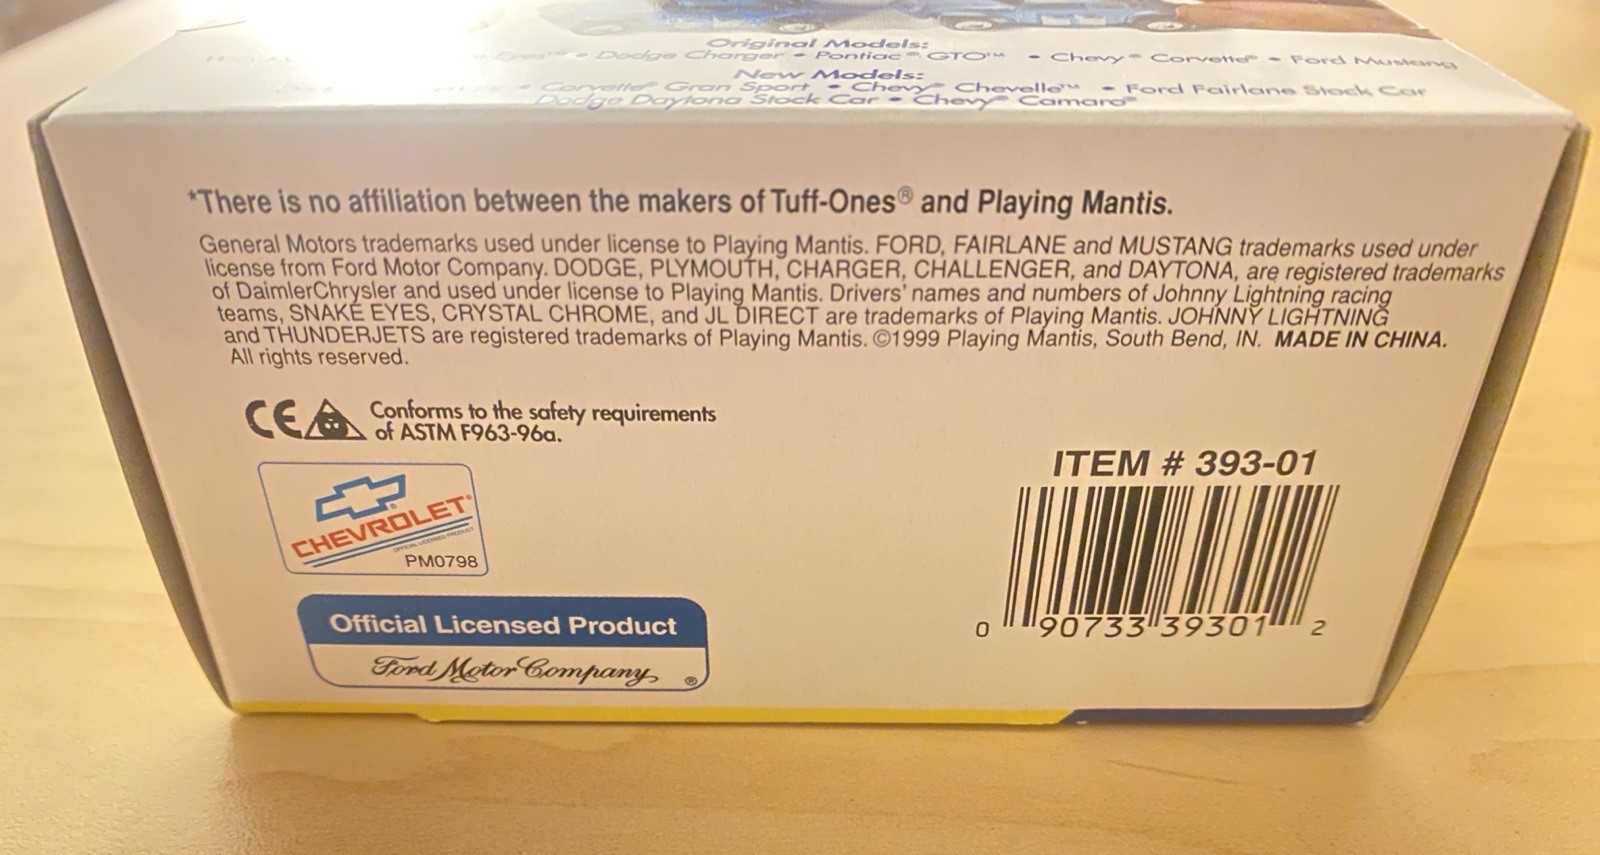 Original Models:
Eyes™ • Dodge Charger • Pontiac® GTO™ • Chevy® Corvette® • Ford Mustang
New Models:
• Corvette® Gran Sport • Chevy® Chevelle™ • Ford Fairlane Stock Car
Dodge Daytona Stock Car • Chevy® Camaro®
*There is no affiliation between the makers of Tuff-Ones® and Playing Mantis.
General Motors trademarks used under license to Playing Mantis. FORD, FAIRLANE and MUSTANG trademarks used under
license from Ford Motor Company. DODGE, PLYMOUTH, CHARGER, CHALLENGER, and DAYTONA, are registered trademarks
of DaimlerChrysler and used under license to Playing Mantis. Drivers' names and numbers of Johnny Lightning racing
teams, SNAKE EYES, CRYSTAL CHROME, and JL DIRECT are trademarks of Playing Mantis. JOHNNY LIGHTNING
and THUNDERJETS are registered trademarks of Playing Mantis. ©1999 Playing Mantis, South Bend, IN. MADE IN CHINA.
All rights reserved.
CE Conforms to the safety requirements
of ASTM F963-96a.
CHEVROLET®
OFFICIAL LICENSED PRODUCT
PM0798
Official Licensed Product
Ford Motor Company ®
ITEM # 393-01
0 90733 39301 2